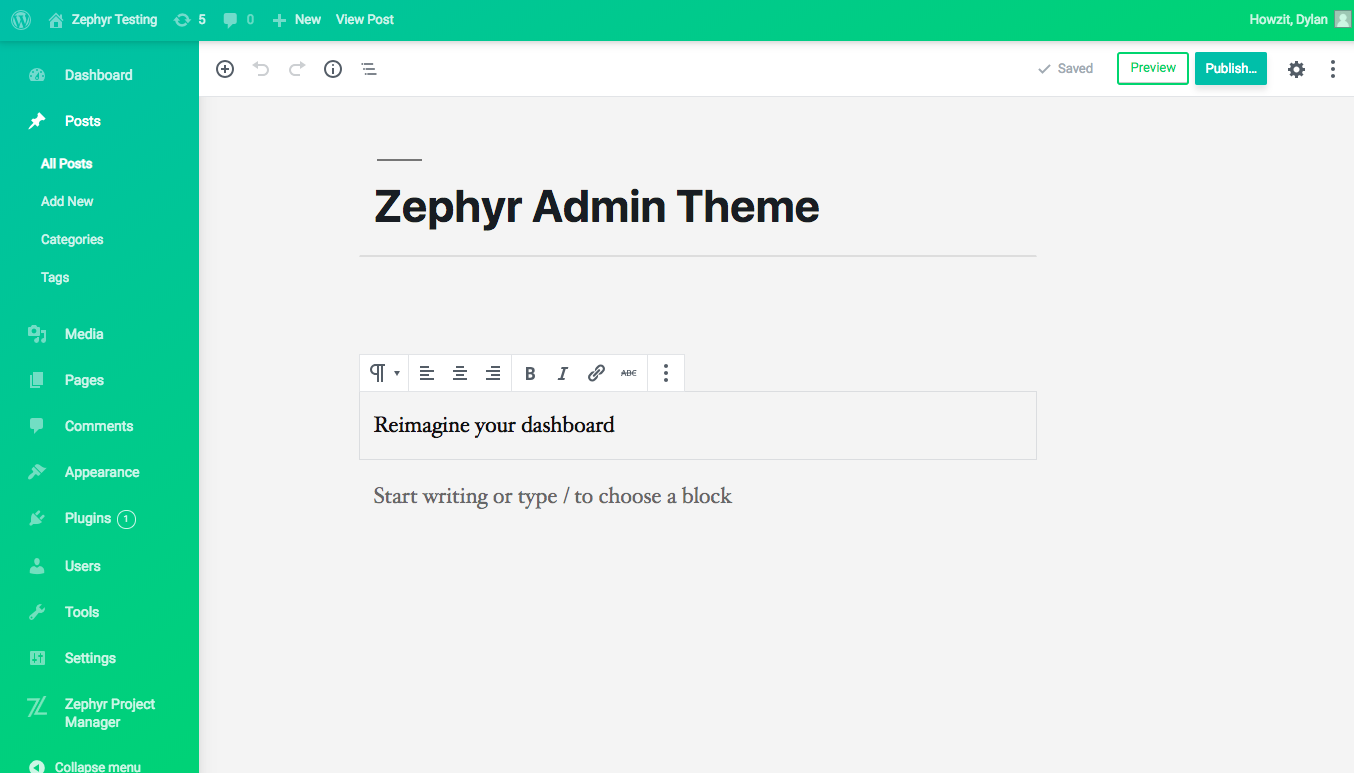 Zephyr Testing 5 0 New View Post Howzit, Dylan
Dashboard
Posts
All Posts
Add New
Categories
Tags
Media
Pages
Comments
Appearance
Plugins 1
Users
Tools
Settings
Zephyr Project
Manager
Collapse menu
Saved Preview Publish...
Zephyr Admin Theme
B I ABC
Reimagine your dashboard
Start writing or type / to choose a block